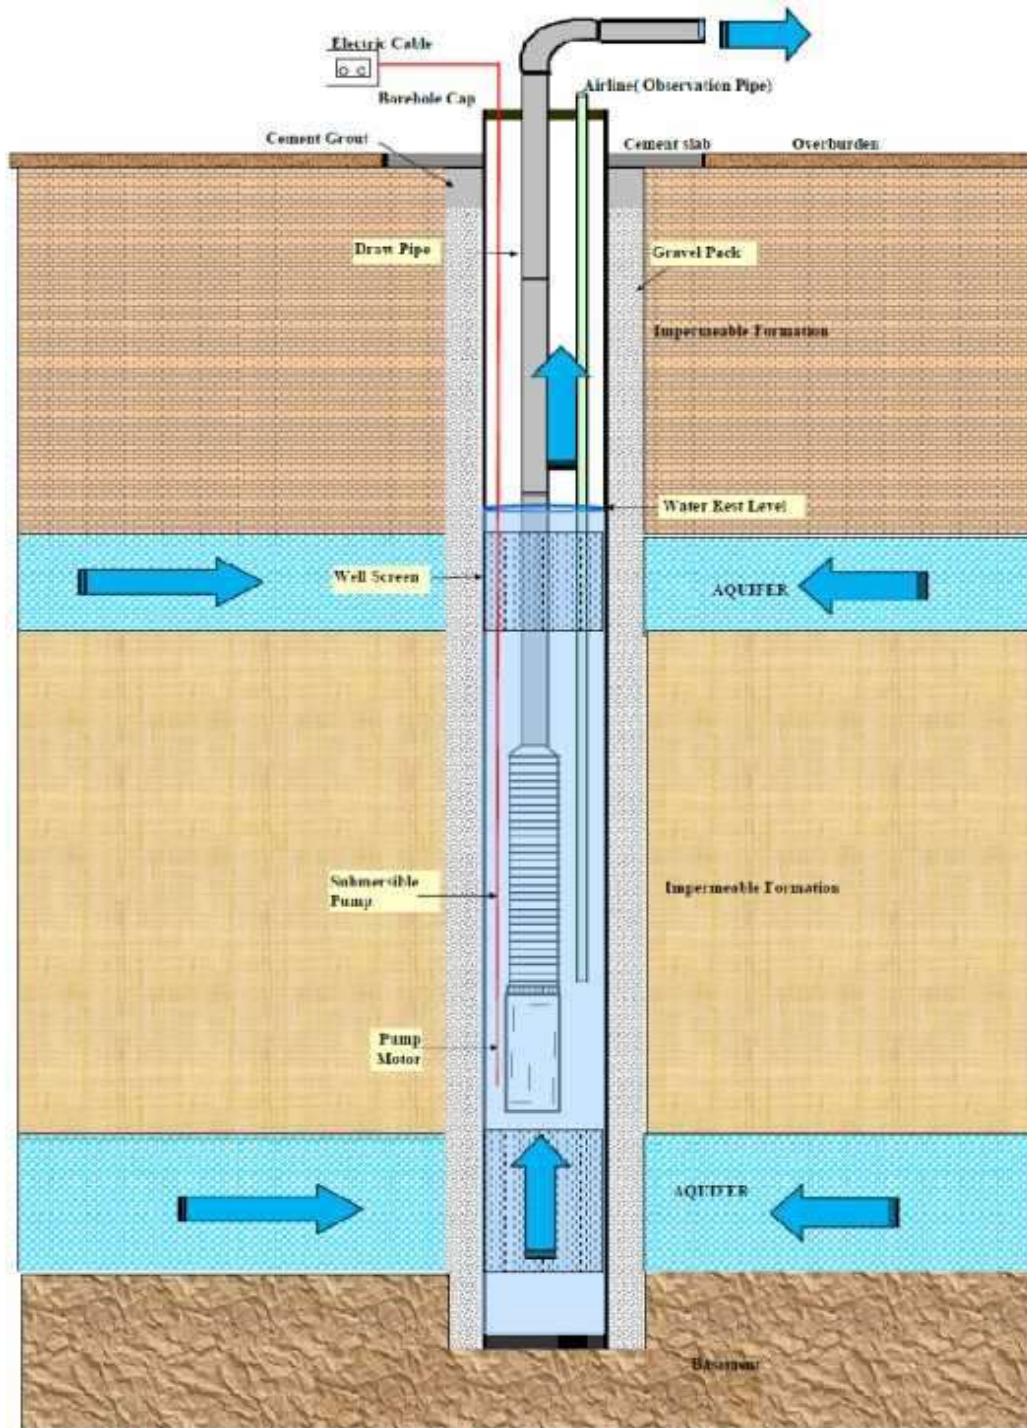 Electric Cable
Airline( Observation Pipe)
Borehole Cap
Cement Grout
Cement slab
Overburden
Draw Pipe
Gravel Pack
Impermeable Formation
Water Rest Level
Well Screen
AQUIFER
Submersible
Pump
Impermeable Formation
Pump
Motor
AQUIFER
Basement